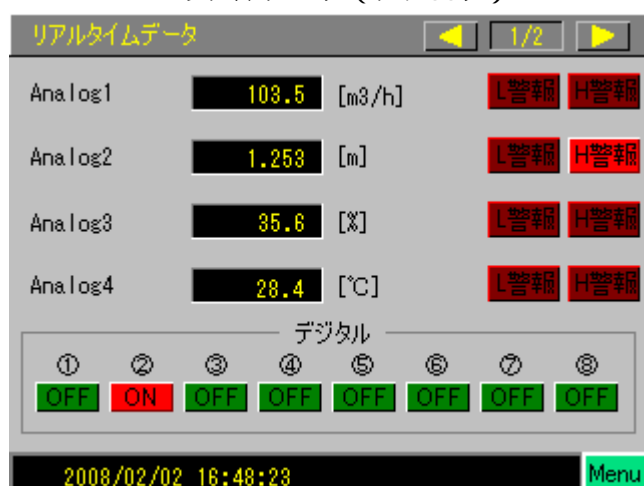 リアルタイムデータ 1/2
Analog1 103.5 [m3/h] L警報 H警報
Analog2 1.253 [m] L警報 H警報
Analog3 35.6 [%] L警報 H警報
Analog4 28.4 [℃] L警報 H警報
デジタル
① ② ③ ④ ⑤ ⑥ ⑦ ⑧
OFF ON OFF OFF OFF OFF OFF OFF
2008/02/02 16:48:23 Menu